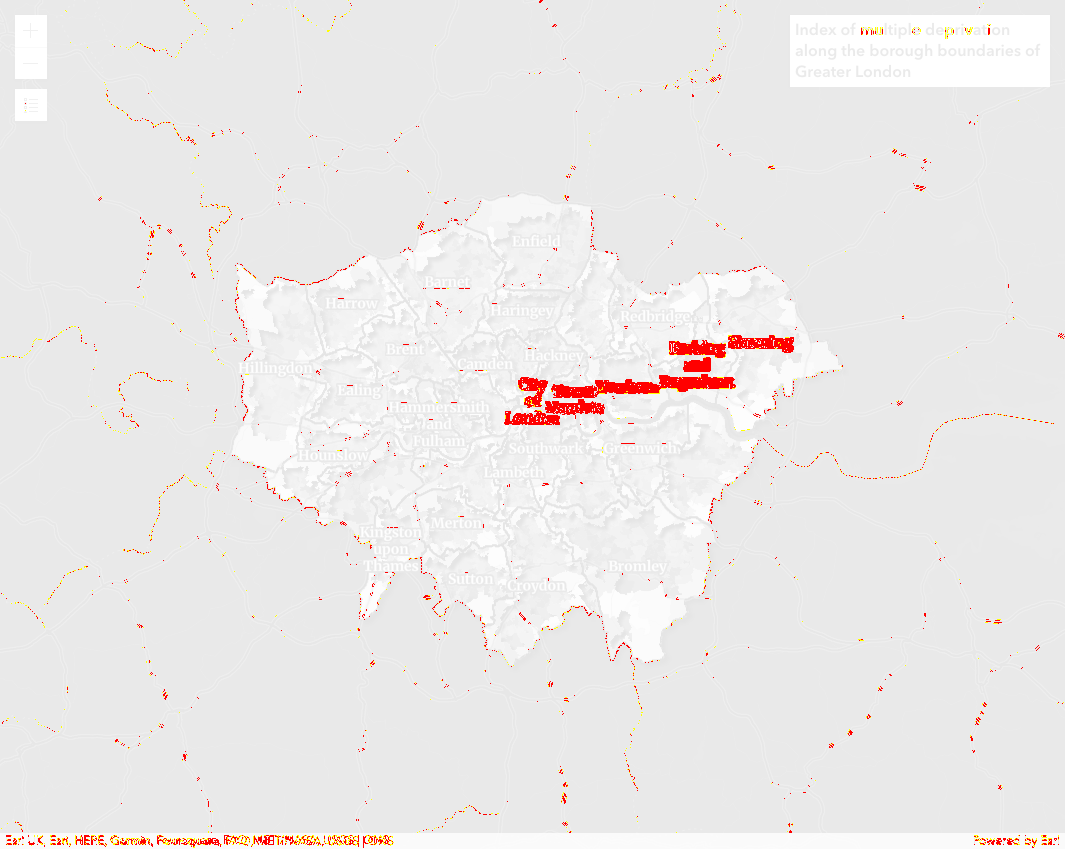 Index of multiple deprivation
along the borough boundaries of
Greater London
Enfield
Barnet
Harrow
Haringey
Redbridge
Havering
Barking
and
Dagenham
Brent
Hackney
Camden
Hillingdon
Ealing
City
of
London
Tower
Hamlets
Newham
Hammersmith
and
Fulham
Hounslow
Southwark
Greenwich
Lambeth
Merton
Kingston
upon
Thames
Sutton
Croydon
Bromley
Esri UK, Esri, HERE, Garmin, Foursquare, FAO, METI/NASA, USGS
Powered by Esri